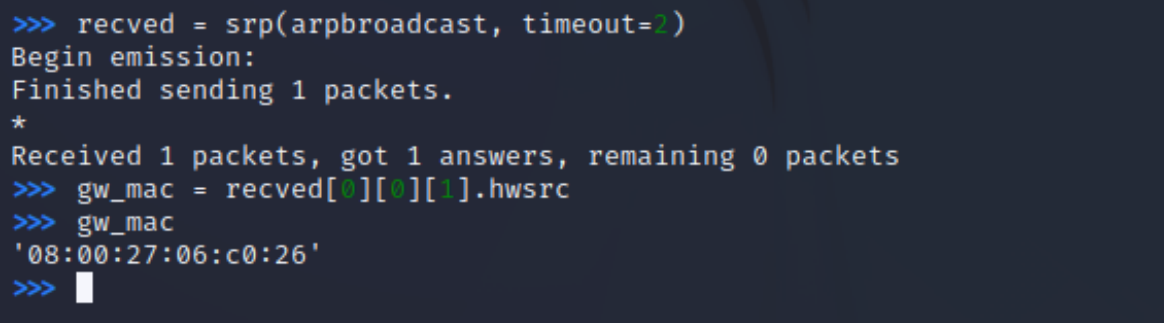 >>> recved = srp(arpbroadcast, timeout=2)
Begin emission:
Finished sending 1 packets.
*
Received 1 packets, got 1 answers, remaining 0 packets
>>> gw_mac = recved[0][0][1].hwsrc
>>> gw_mac
'08:00:27:06:c0:26'
>>>